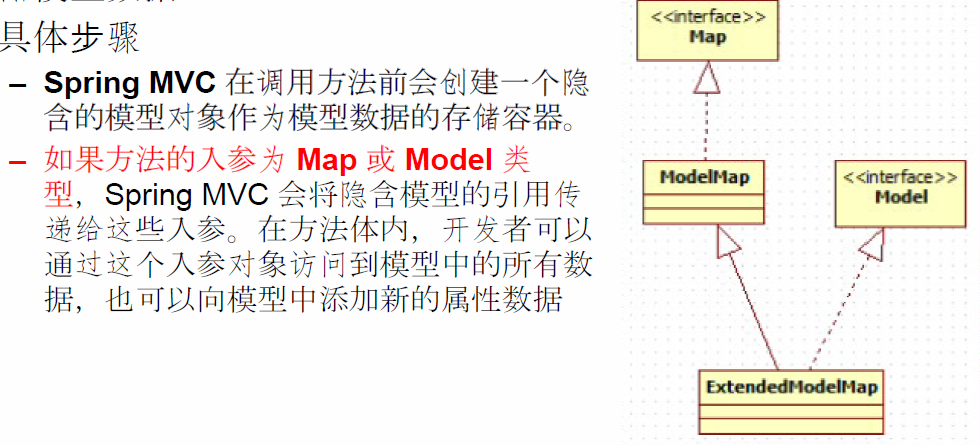 具体步骤
– Spring MVC 在调用方法前会创建一个隐
含的模型对象作为模型数据的存储容器。
– 如果方法的入参为 Map 或 Model 类
型，Spring MVC 会将隐含模型的引用传
递给这些入参。在方法体内，开发者可以
通过这个入参对象访问到模型中的所有数
据，也可以向模型中添加新的属性数据
<<interface>>
Map
ModelMap
<<interface>>
Model
ExtendedModelMap